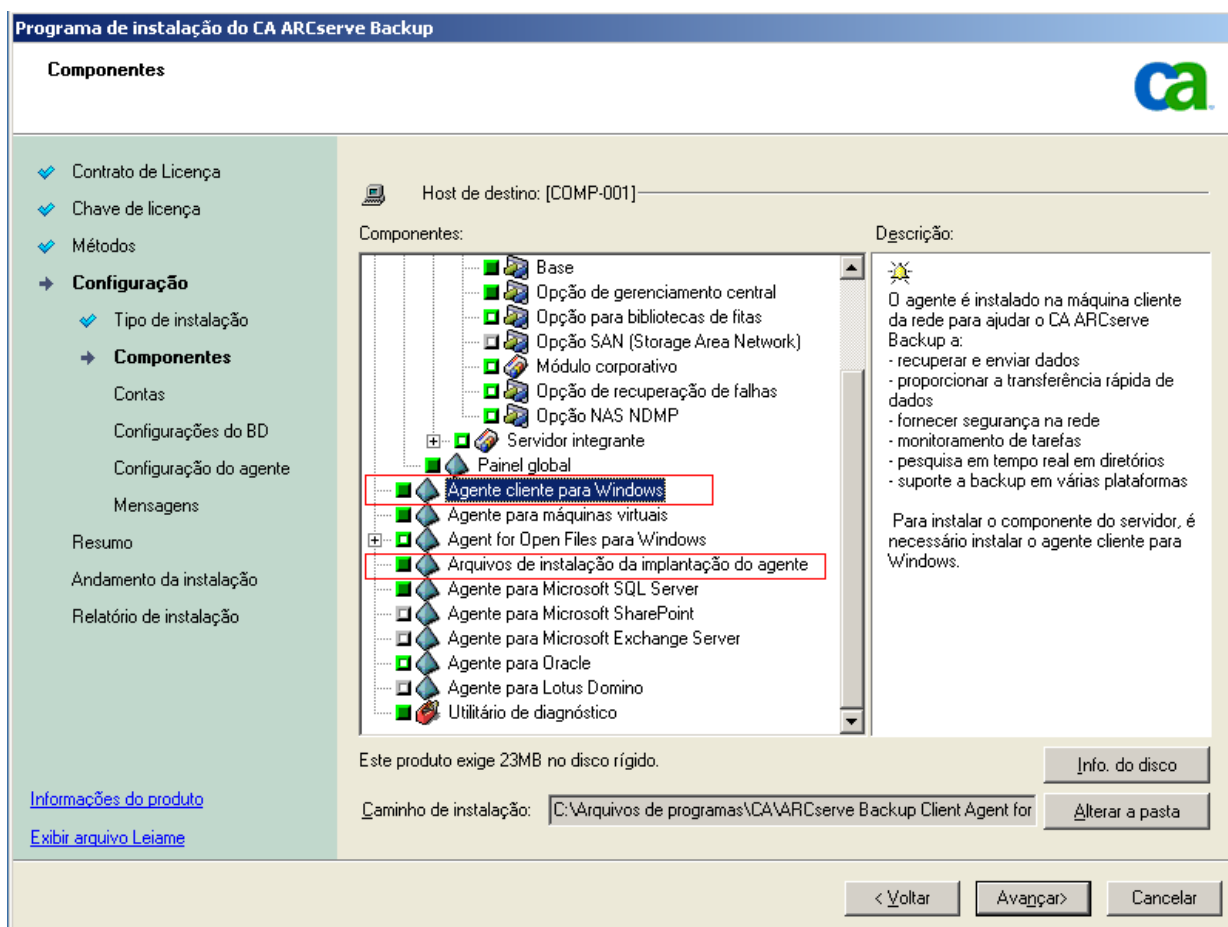 Programa de instalação do CA ARCserve Backup
Componentes
ca
Contrato de Licença
Chave de licença
Métodos
Configuração
Tipo de instalação
Componentes
Contas
Configurações do BD
Configuração do agente
Mensagens
Resumo
Andamento da instalação
Relatório de instalação
Informações do produto
Exibir arquivo Leiame
Host de destino: [COMP-001]
Componentes:
Base
Opção de gerenciamento central
Opção para bibliotecas de fitas
Opção SAN (Storage Area Network)
Módulo corporativo
Opção de recuperação de falhas
Opção NAS NDMP
Servidor integrante
Painel global
Agente cliente para Windows
Agente para máquinas virtuais
Agent for Open Files para Windows
Arquivos de instalação da implantação do agente
Agente para Microsoft SQL Server
Agente para Microsoft SharePoint
Agente para Microsoft Exchange Server
Agente para Oracle
Agente para Lotus Domino
Utilitário de diagnóstico
Descrição:
O agente é instalado na máquina cliente
da rede para ajudar o CA ARCserve
Backup a:
- recuperar e enviar dados
- proporcionar a transferência rápida de
dados
- fornecer segurança na rede
- monitoramento de tarefas
- pesquisa em tempo real em diretórios
- suporte a backup em várias plataformas
Para instalar o componente do servidor, é
necessário instalar o agente cliente para
Windows.
Este produto exige 23MB no disco rígido.
Info. do disco
Caminho de instalação:
C:\Arquivos de programas\CA\ARCserve Backup Client Agent for
Alterar a pasta
< Voltar
Avançar>
Cancelar